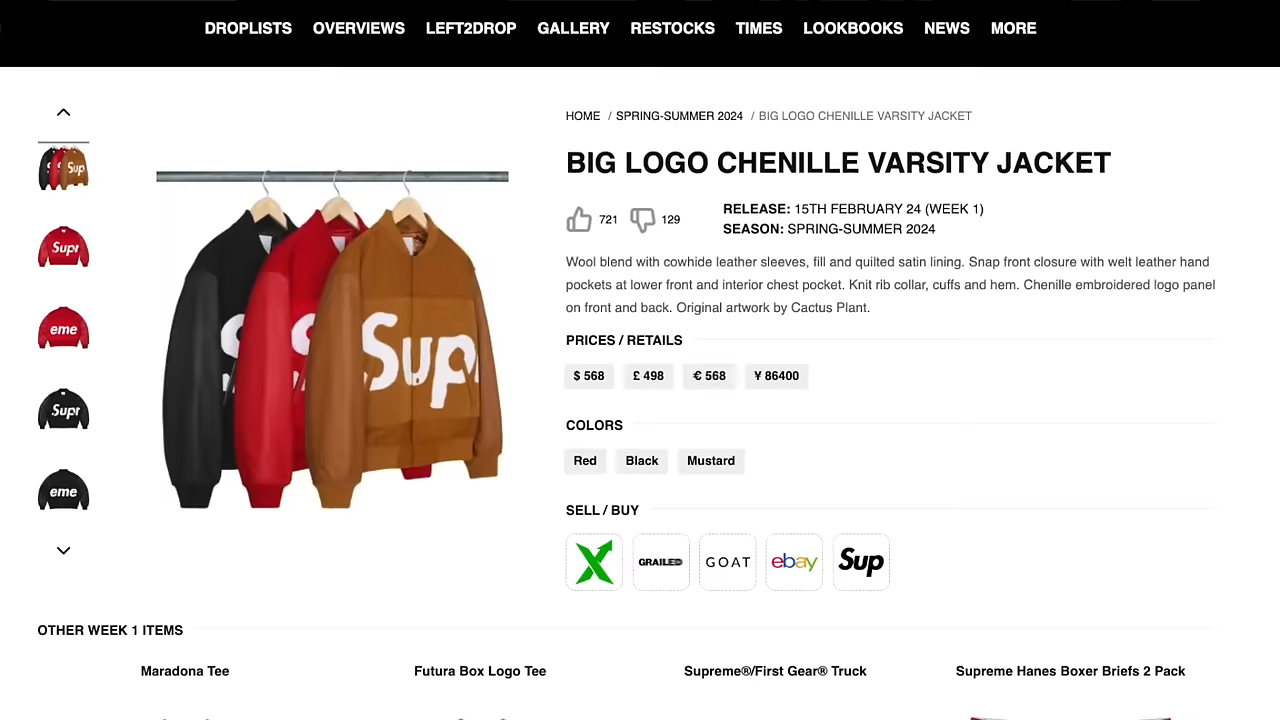 DROPLISTS OVERVIEWS LEFT2DROP GALLERY RESTOCKS TIMES LOOKBOOKS NEWS MORE
HOME / SPRING-SUMMER 2024 / BIG LOGO CHENILLE VARSITY JACKET
BIG LOGO CHENILLE VARSITY JACKET
721 129
RELEASE: 15TH FEBRUARY 24 (WEEK 1)
SEASON: SPRING-SUMMER 2024
Wool blend with cowhide leather sleeves, fill and quilted satin lining. Snap front closure with welt leather hand
pockets at lower front and interior chest pocket. Knit rib collar, cuffs and hem. Chenille embroidered logo panel
on front and back. Original artwork by Cactus Plant.
PRICES / RETAILS
$ 568 £ 498 € 568 ¥ 86400
COLORS
Red Black Mustard
SELL / BUY
X GRAILED GOAT ebay Sup
Sup
Supr
eme
Supr
eme
S S Sup
OTHER WEEK 1 ITEMS
Maradona Tee Futura Box Logo Tee Supreme®/First Gear® Truck Supreme Hanes Boxer Briefs 2 Pack